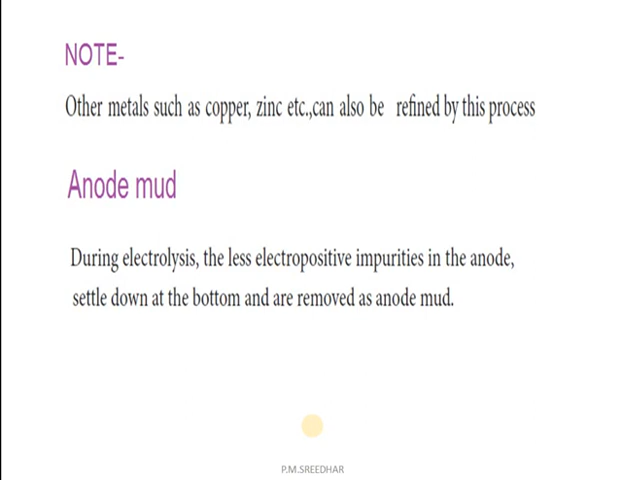 NOTE-
Other metals such as copper, zinc etc.,can also be refined by this process
Anode mud
During electrolysis, the less electropositive impurities in the anode,
settle down at the bottom and are removed as anode mud.
P.M.SREEDHAR